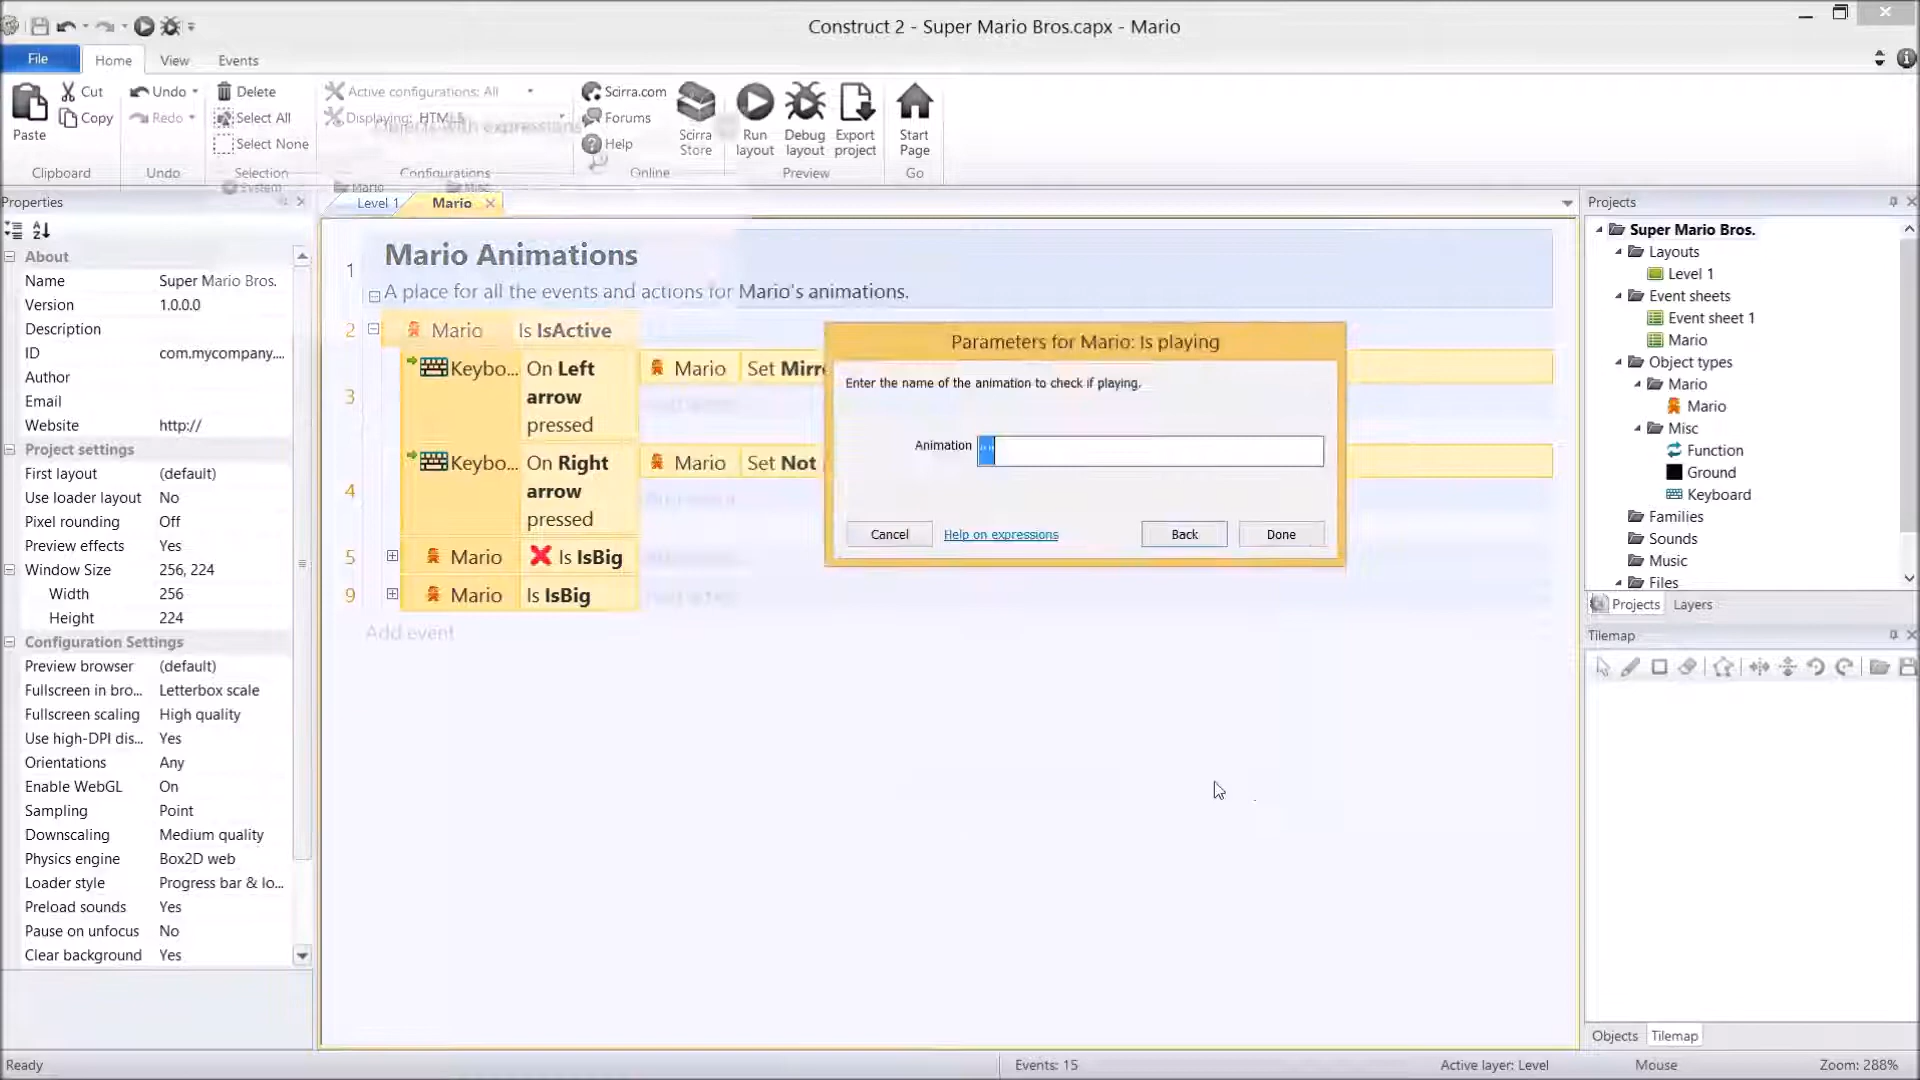 Construct 2 - Super Mario Bros.capx - Mario
File Home View Events
Paste Cut Copy Clipboard
Undo Redo Undo
Delete Select All Select None Selection
Active configurations: All
Displaying: HTML5
Configurations
Scirra.com Forums Help Online
Scirra Store
Run layout
Debug layout
Export project
Preview
Start Page
Go
Objects with expressions
System
Mario
Misc
Properties
Level 1 Mario
About
Name Super Mario Bros.
Version 1.0.0.0
Description
ID com.mycompany....
Author
Email
Website http://
Project settings
First layout (default)
Use loader layout No
Pixel rounding Off
Preview effects Yes
Window Size 256, 224
Width 256
Height 224
Configuration Settings
Preview browser (default)
Fullscreen in bro... Letterbox scale
Fullscreen scaling High quality
Use high-DPI dis... Yes
Orientations Any
Enable WebGL On
Sampling Point
Downscaling Medium quality
Physics engine Box2D web
Loader style Progress bar & lo...
Preload sounds Yes
Pause on unfocus No
Clear background Yes
1 Mario Animations
A place for all the events and actions for Mario's animations.
2 Mario Is IsActive
3 Keybo... On Left arrow pressed Mario Set Mirr
4 Keybo... On Right arrow pressed Mario Set Not
5 Mario Is IsBig
9 Mario Is IsBig
Add event
Parameters for Mario: Is playing
Enter the name of the animation to check if playing.
Animation ""
Cancel Help on expressions Back Done
Projects
Super Mario Bros.
Layouts
Level 1
Event sheets
Event sheet 1
Mario
Object types
Mario
Mario
Misc
Function
Ground
Keyboard
Families
Sounds
Music
Files
Projects Layers
Tilemap
Objects Tilemap
Ready Events: 15 Active layer: Level Mouse Zoom: 288%